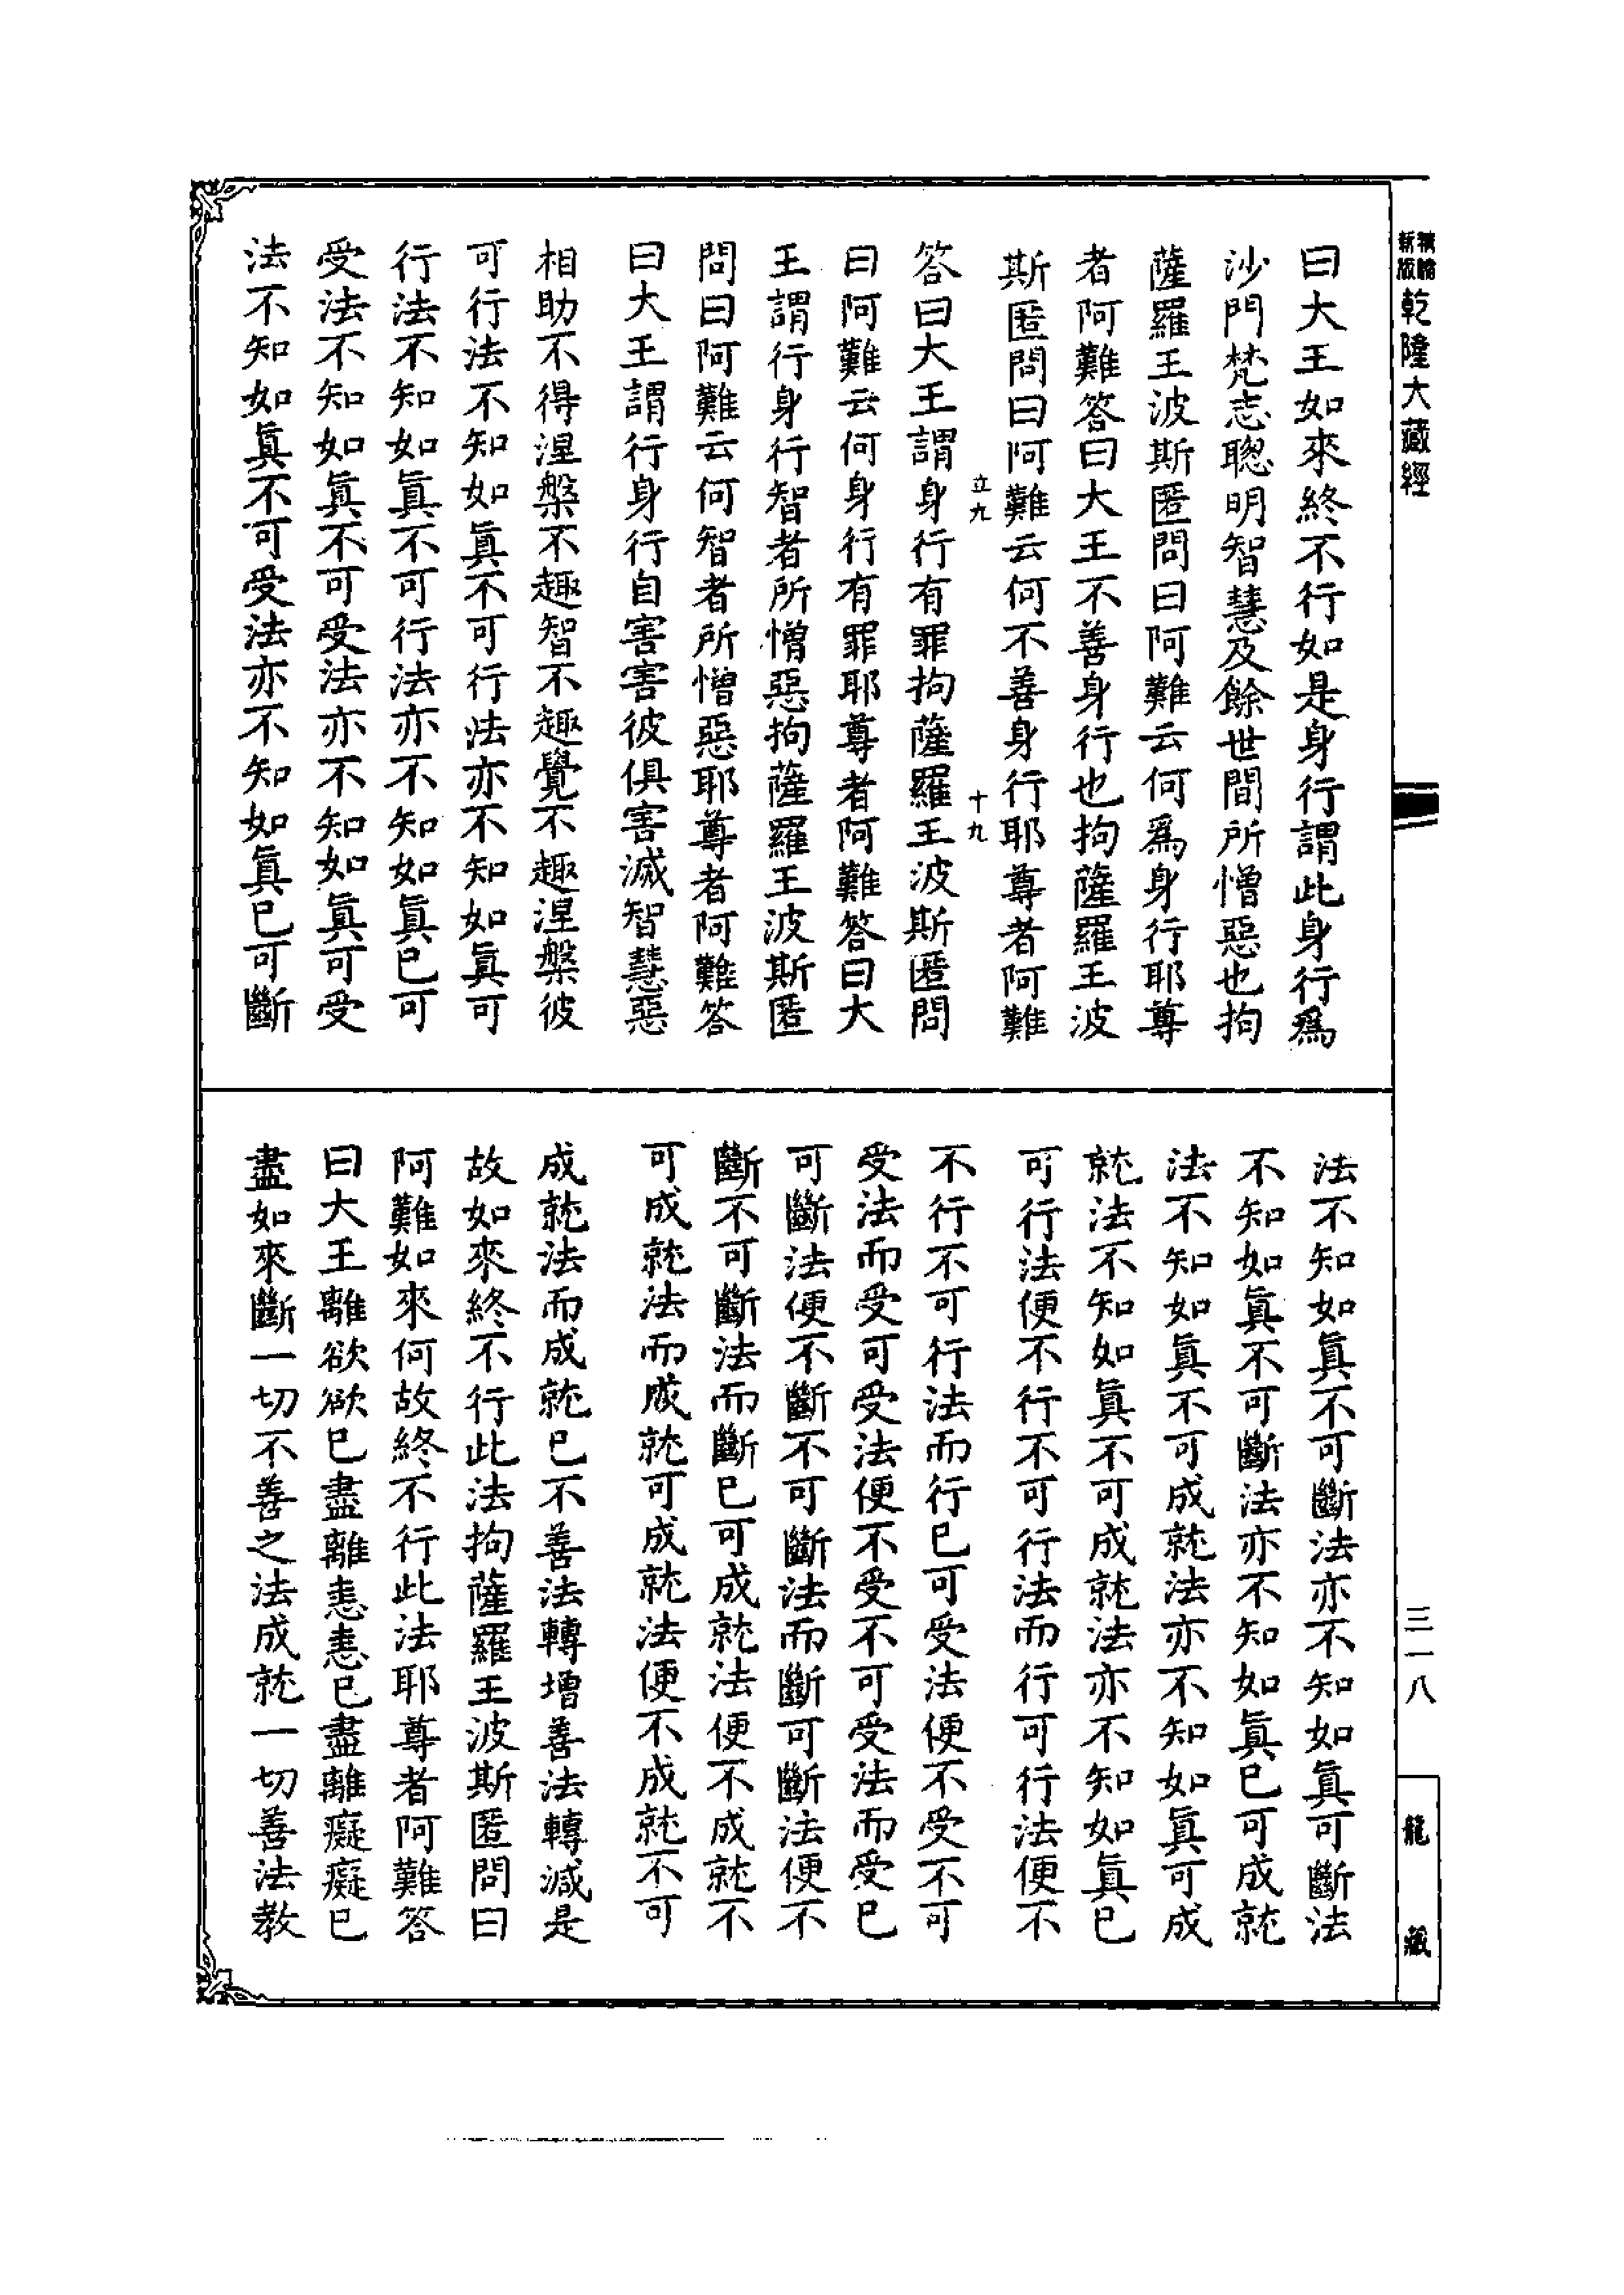 乾隆大藏經
曰大王如來終不行如是身行謂此身行爲
沙門梵志聰明智慧及餘世間所憎惡也拘
薩羅王波斯匿問曰阿難云何爲身行耶尊
者阿難答曰大王不善身行也拘薩羅王波
斯匿問曰阿難云何不善身行耶尊者阿難
立九
十九
答曰大王謂身行有罪拘薩羅王波斯匿問
曰阿難云何身行有罪耶尊者阿難答曰大
王謂行身行智者所憎惡拘薩羅王波斯匿
問曰阿難云何智者所憎惡耶尊者阿難答
曰大王謂行身行自害害彼俱害滅智慧惡
相助不得涅槃不趣智不趣覺不趣涅槃彼
可行法不知如眞不可行法亦不知如眞可
行法不知如眞不可行法亦不知如眞已可
受法不知如眞不可受法亦不知如眞可受
法不知如眞不可受法亦不知如眞已可斷
法不知如眞不可斷法亦不知如眞可斷法
不知如眞不可斷法亦不知如眞已可成就
法不知如眞不可成就法亦不知如眞可成
就法不知如眞不可成就法亦不知如眞已
可行法便不行不可行法而行可行法便不
不行不可行法而行已可受法便不受不可
受法而受可受法便不受不可受法而受已
可斷法便不斷不可斷法而斷可斷法便不
斷不可斷法而斷已可成就法便不成就不
可成就法而成就可成就法便不成就不可
成就法而成就已不善法轉增善法轉減是
故如來終不行此法拘薩羅王波斯匿問曰
阿難如來何故終不行此法耶尊者阿難答
曰大王離欲欲已盡離恚恚已盡離癡癡已
盡如來斷一切不善之法成就一切善法教
三一八
龍藏